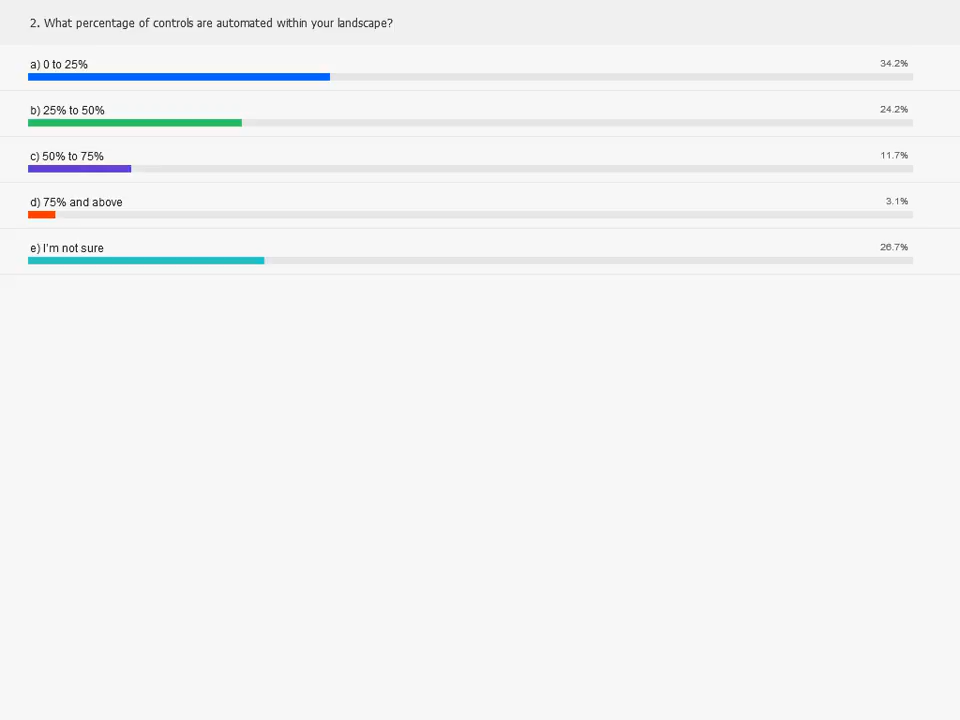 2. What percentage of controls are automated within your landscape?
a) 0 to 25%
34.2%
b) 25% to 50%
24.2%
c) 50% to 75%
11.7%
d) 75% and above
3.1%
e) I'm not sure
26.7%